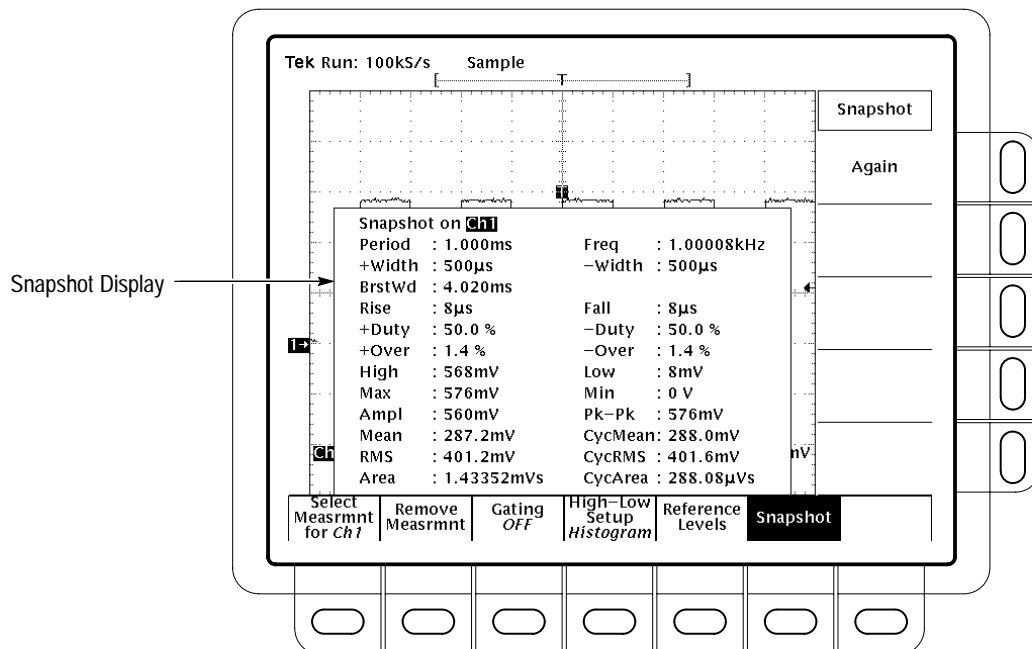 Tek Run: 100kS/s Sample
[ T ]
Snapshot
Again
T
Snapshot Display
Snapshot on Ch1
Period : 1.000ms Freq : 1.00008kHz
+Width : 500µs −Width : 500µs
BrstWd : 4.020ms
Rise : 8µs Fall : 8µs
+Duty : 50.0 % −Duty : 50.0 %
1→
+Over : 1.4 % −Over : 1.4 %
High : 568mV Low : 8mV
Max : 576mV Min : 0 V
Ampl : 560mV Pk−Pk : 576mV
Mean : 287.2mV CycMean: 288.0mV
Ch mV
RMS : 401.2mV CycRMS : 401.6mV
Area : 1.43352mVs CycArea : 288.08µVs
Select Measrmnt for Ch1
Remove Measrmnt
Gating OFF
High−Low Setup Histogram
Reference Levels
Snapshot